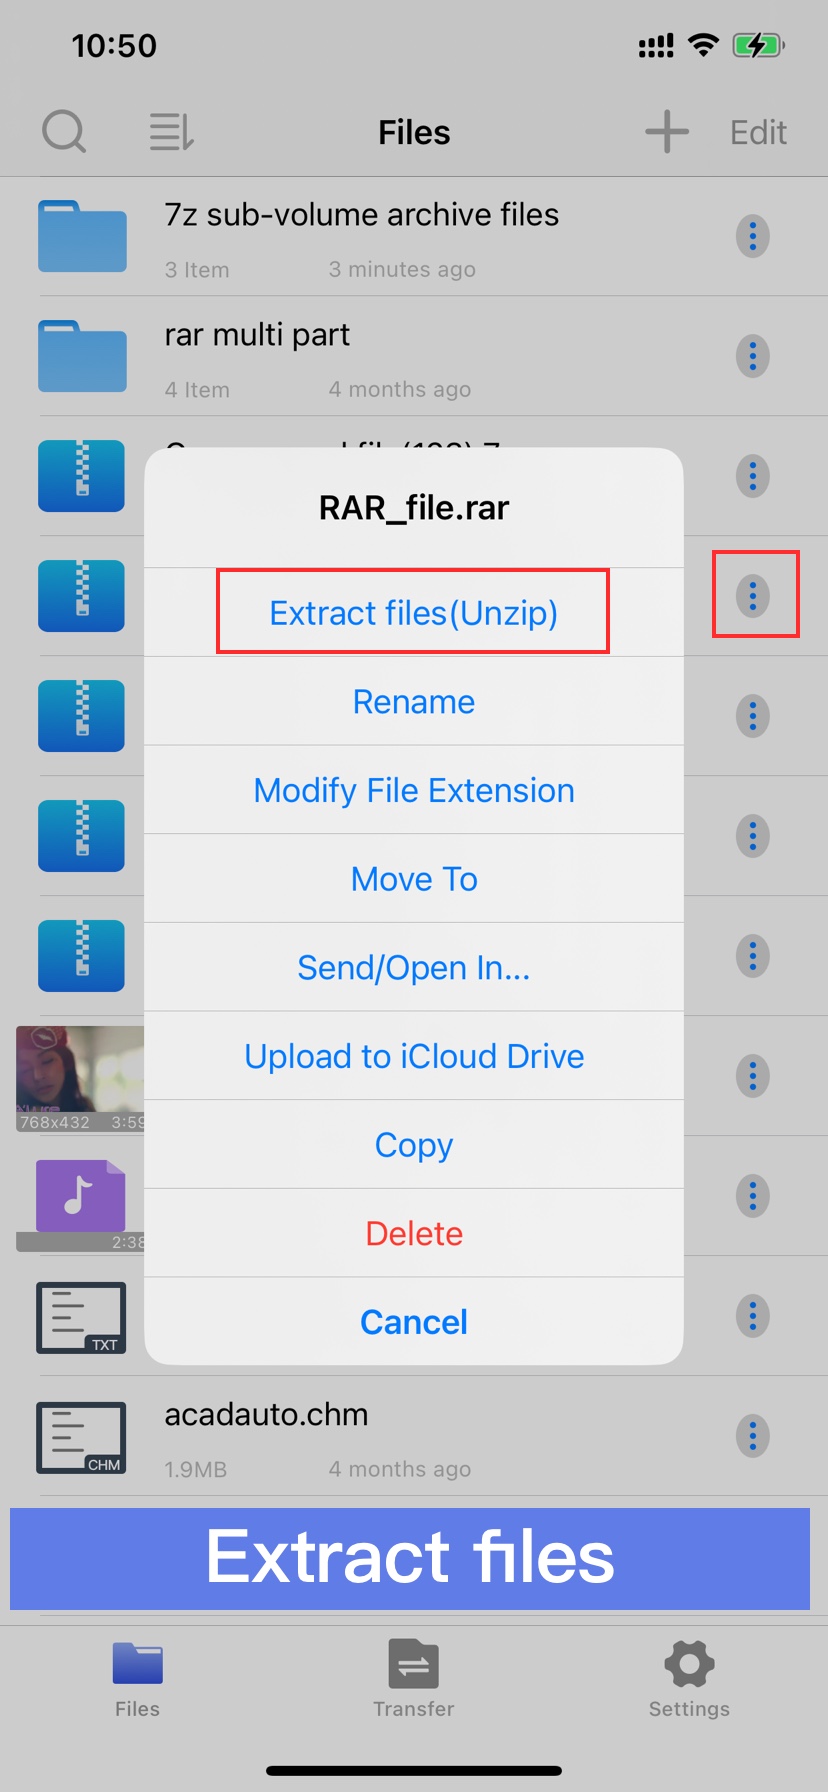 10:50
Files
Edit
7z sub-volume archive files
3 Item 3 minutes ago
rar multi part
4 Item 4 months ago
RAR_file.rar
Extract files(Unzip)
Rename
Modify File Extension
Move To
Send/Open In...
Upload to iCloud Drive
768x432 3:59
Copy
2:38
Delete
TXT
Cancel
acadauto.chm
CHM
1.9MB 4 months ago
Extract files
Files Transfer Settings